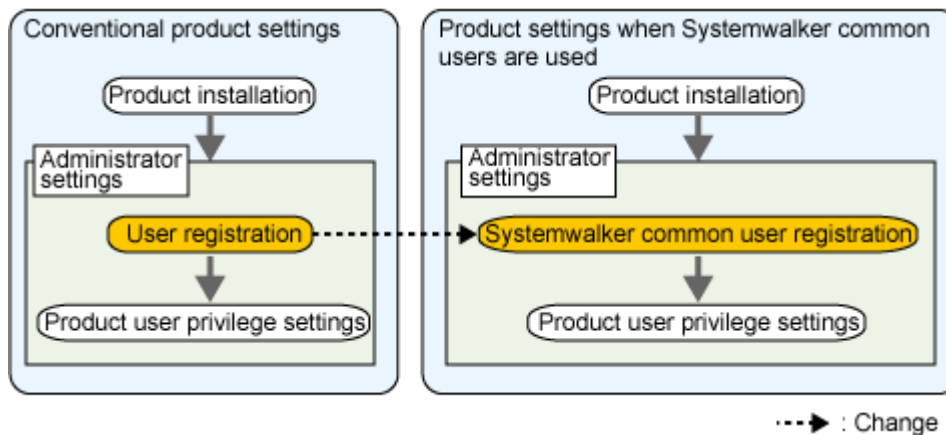 Conventional product settings
Product installation
Administrator
settings
User registration
Product user privilege settings
Product settings when Systemwalker common
users are used
Product installation
Administrator
settings
Systemwalker common user registration
Product user privilege settings
: Change